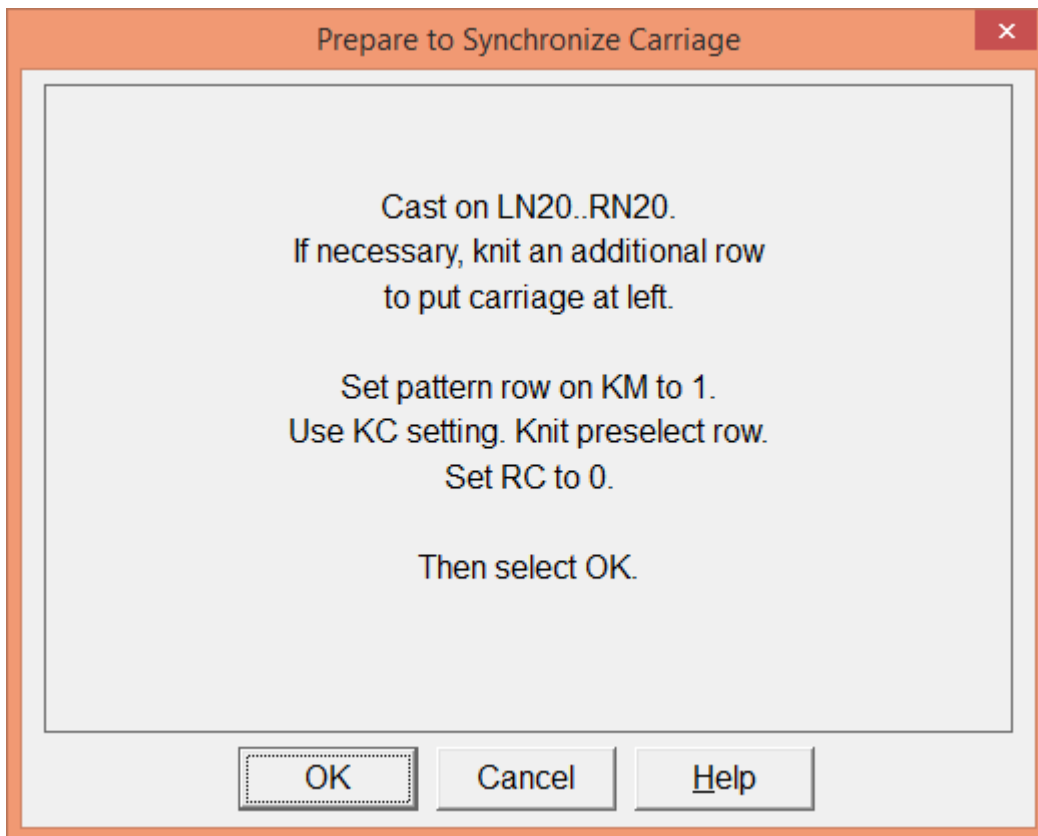 Prepare to Synchronize Carriage
Cast on LN20..RN20.
If necessary, knit an additional row
to put carriage at left.
Set pattern row on KM to 1.
Use KC setting. Knit preselect row.
Set RC to 0.
Then select OK.
OK Cancel Help